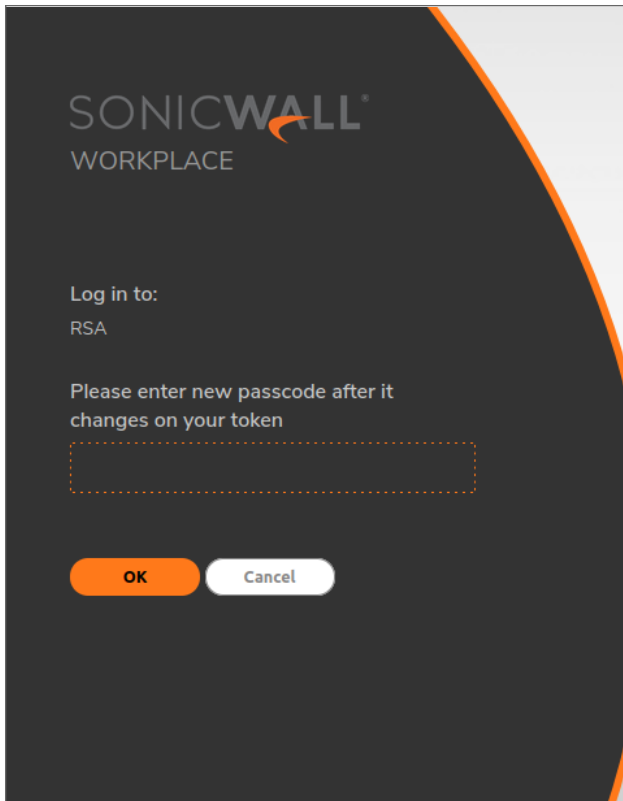 SONICWALL®
WORKPLACE
Log in to:
RSA
Please enter new passcode after it
changes on your token
OK
Cancel